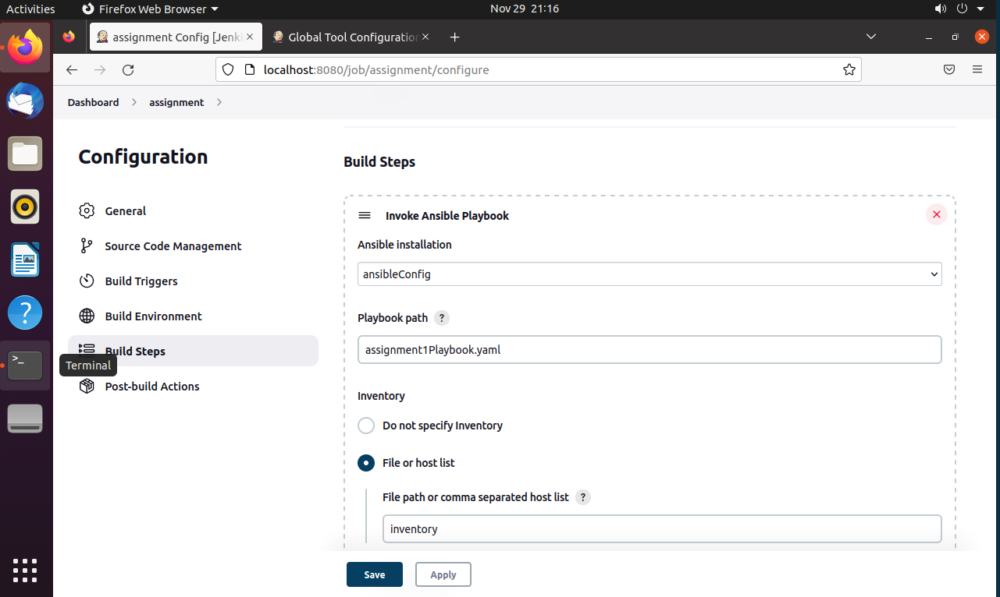 Activities Firefox Web Browser Nov 29 21:16
assignment Config [Jenki Global Tool Configuration
localhost:8080/job/assignment/configure
Dashboard assignment
Configuration
General
Source Code Management
Build Triggers
Build Environment
Build Steps
Terminal
Post-build Actions
Build Steps
Invoke Ansible Playbook
Ansible installation
ansibleConfig
Playbook path ?
assignment1Playbook.yaml
Inventory
Do not specify Inventory
File or host list
File path or comma separated host list ?
inventory
Save Apply